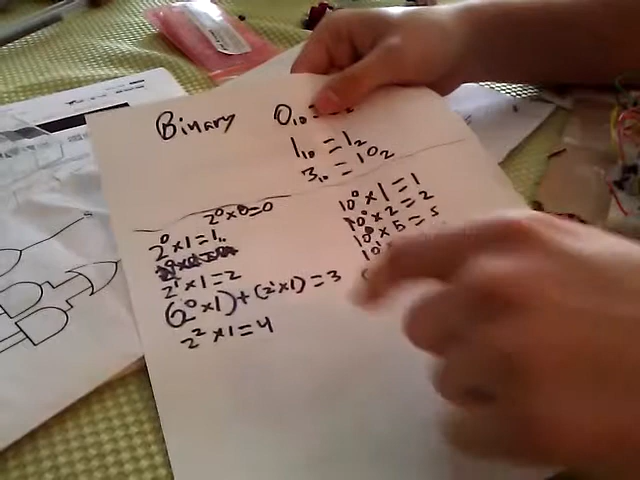 Binary
0₁₀ =
1₁₀ = 1₂
3₁₀ = 10₂
2⁰ × 0 = 0
2⁰ × 1 = 1
2¹ × 1 = 2
(2⁰ × 1) + (2¹ × 1) = 3
2² × 1 = 4
10⁰ × 1 = 1
10⁰ × 2 = 2
10⁰ × 5 = 5
10¹